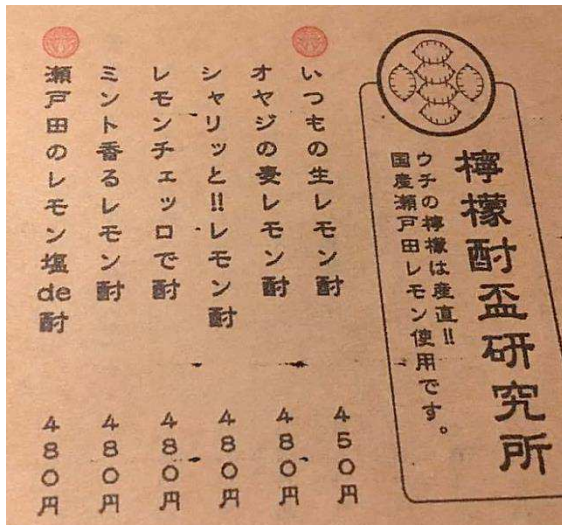 檸檬酎盃研究所
ウチの檸檬は産直!!
国産瀬戸田レモン使用です。
いつもの生レモン酎 450円
オヤジの麦レモン酎 480円
シャリッと!!レモン酎 480円
レモンチェッロで酎 480円
ミント香るレモン酎 480円
瀬戸田のレモン塩de酎 480円